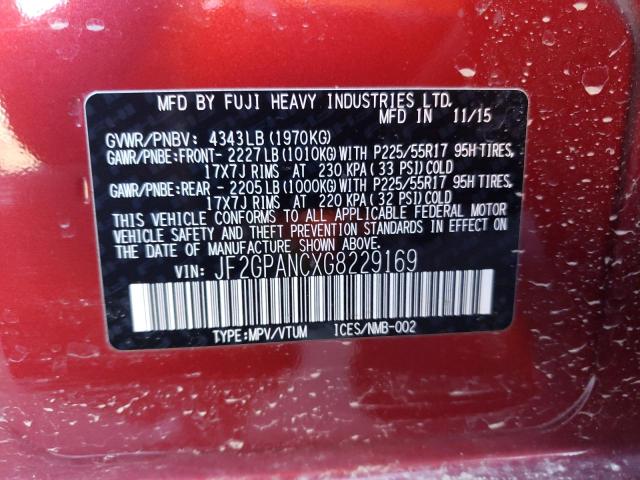 MFD BY FUJI HEAVY INDUSTRIES LTD.
MFD IN 11/15
GVWR/PNBV: 4343LB(1970KG)
GAWR/PNBE:FRONT- 2227LB(1010KG)WITH P225/55R17 95H TIRES,
17X7J RIMS AT 230 KPA(33 PSI)COLD
GAWR/PNBE:REAR - 2205LB(1000KG)WITH P225/55R17 95H TIRES,
17X7J RIMS AT 220 KPA(32 PSI)COLD
THIS VEHICLE CONFORMS TO ALL APPLICABLE FEDERAL MOTOR
VEHICLE SAFETY AND THEFT PREVENTION STANDARDS IN EFFECT ON
THE DATE OF MANUFACTURE SHOWN ABOVE.
VIN: JF2GPANCXG8229169
TYPE:MPV/VTUM ICES/NMB-002